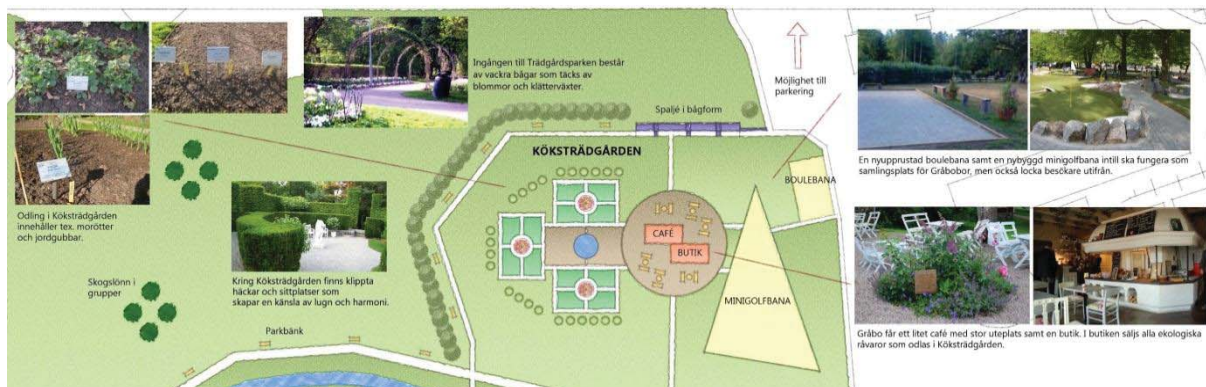 Ingången till Trädgårdsparken består
av vackra bågar som täcks av
blommor och klätterväxter.
Möjlighet till
parkering
Spaljé i bågform
KÖKSTRÄDGÅRDEN
BOULEBANA
En nyupprustad boulebana samt en nybyggd minigolfbana intill ska fungera som
samlingsplats för Gråbobor, men också locka besökare utifrån.
Odling i Köksträdgården
innehåller tex. morötter
och jordgubbar.
CAFÉ
BUTIK
Skogslönn i
grupper
Kring Köksträdgården finns klippta
häckar och sittplatser som
skapar en känsla av lugn och harmoni.
MINIGOLFBANA
Parkbänk
Gråbo får ett litet café med stor uteplats samt en butik. I butiken säljs alla ekologiska
råvaror som odlas i Köksträdgården.